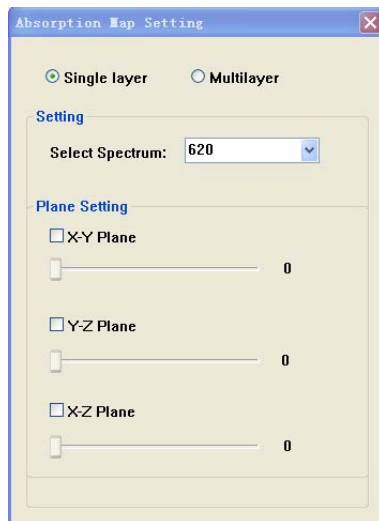 Absorption Map Setting
Single layer Multilayer
Setting
Select Spectrum: 620
Plane Setting
X-Y Plane
0
Y-Z Plane
0
X-Z Plane
0